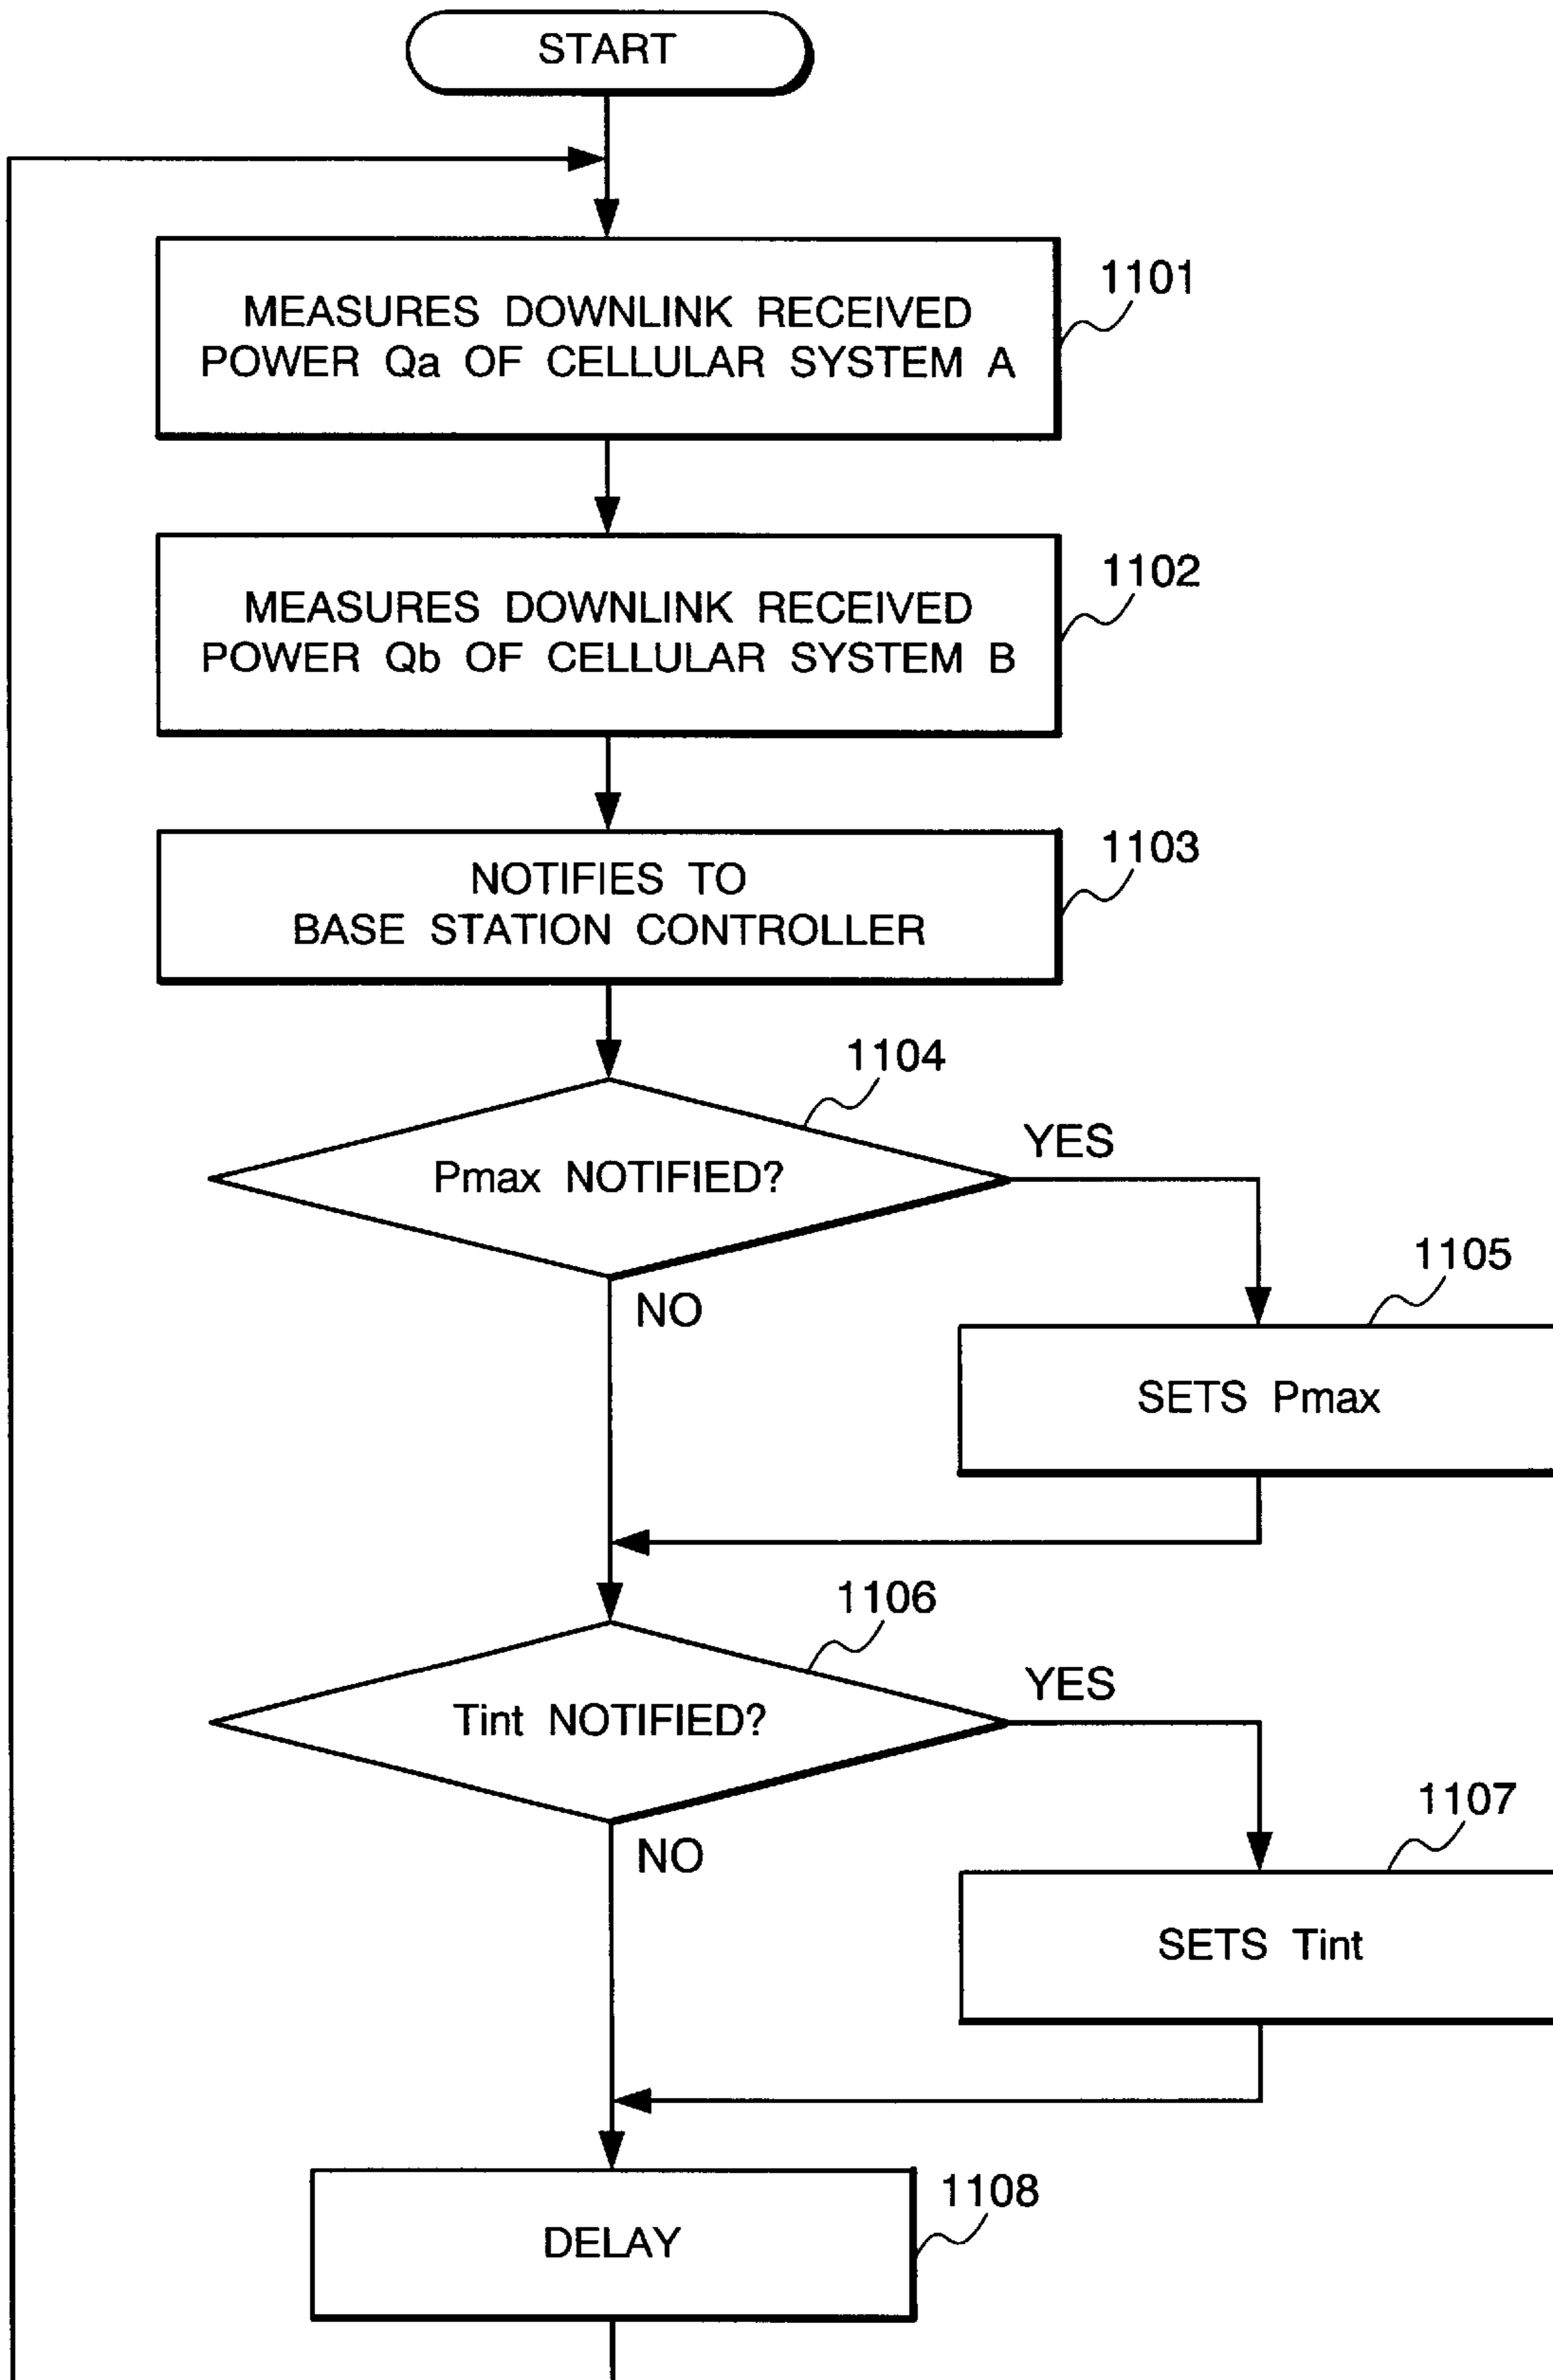 START
1101
MEASURES DOWNLINK RECEIVED
POWER Qa OF CELLULAR SYSTEM A
1102
MEASURES DOWNLINK RECEIVED
POWER Qb OF CELLULAR SYSTEM B
1103
NOTIFIES TO
BASE STATION CONTROLLER
1104
Pmax NOTIFIED?
YES
NO
1105
SETS Pmax
1106
Tint NOTIFIED?
YES
NO
1107
SETS Tint
1108
DELAY